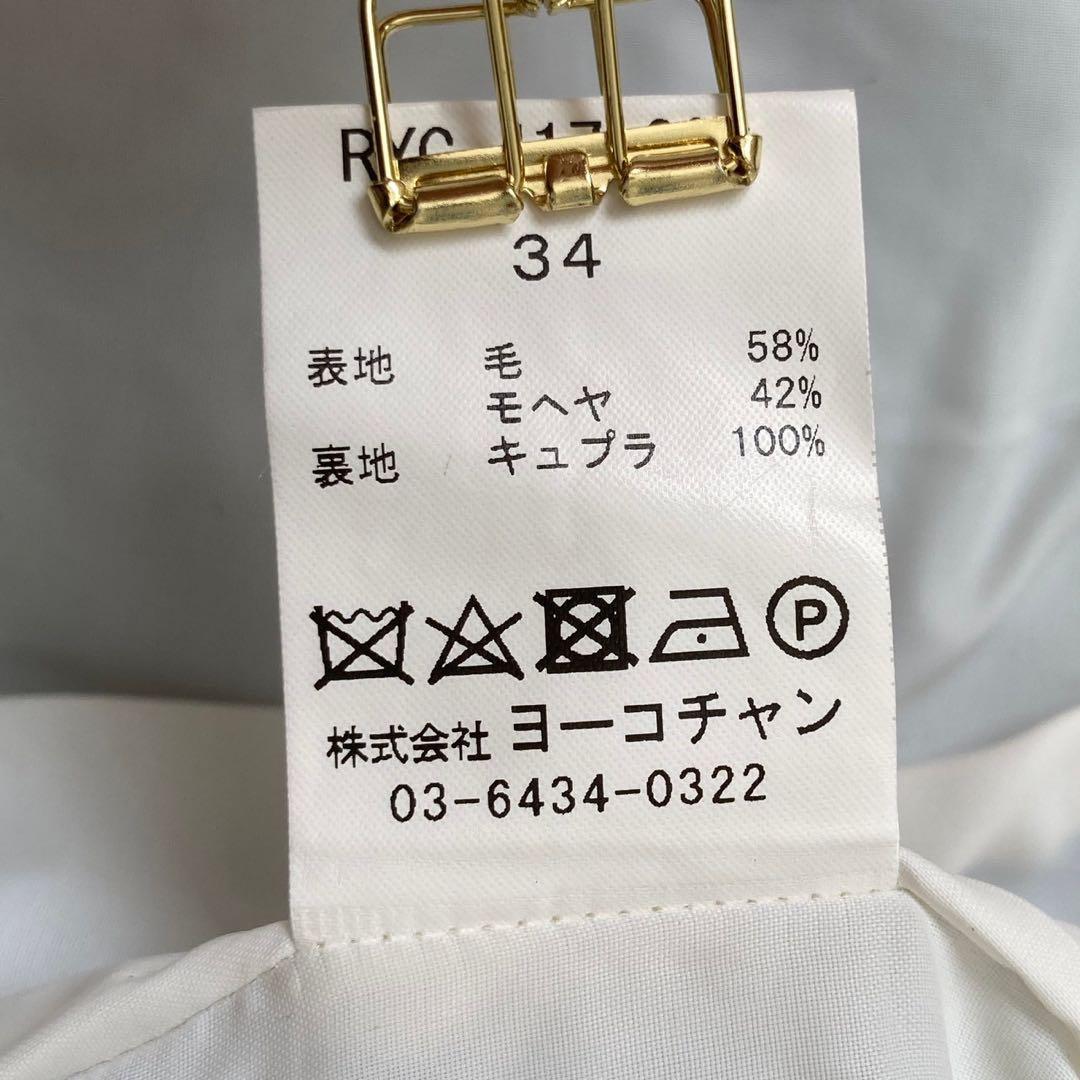 34
表地 毛 58%
モヘヤ 42%
裏地 キュプラ 100%
P
株式会社 ヨーコチャン
03-6434-0322